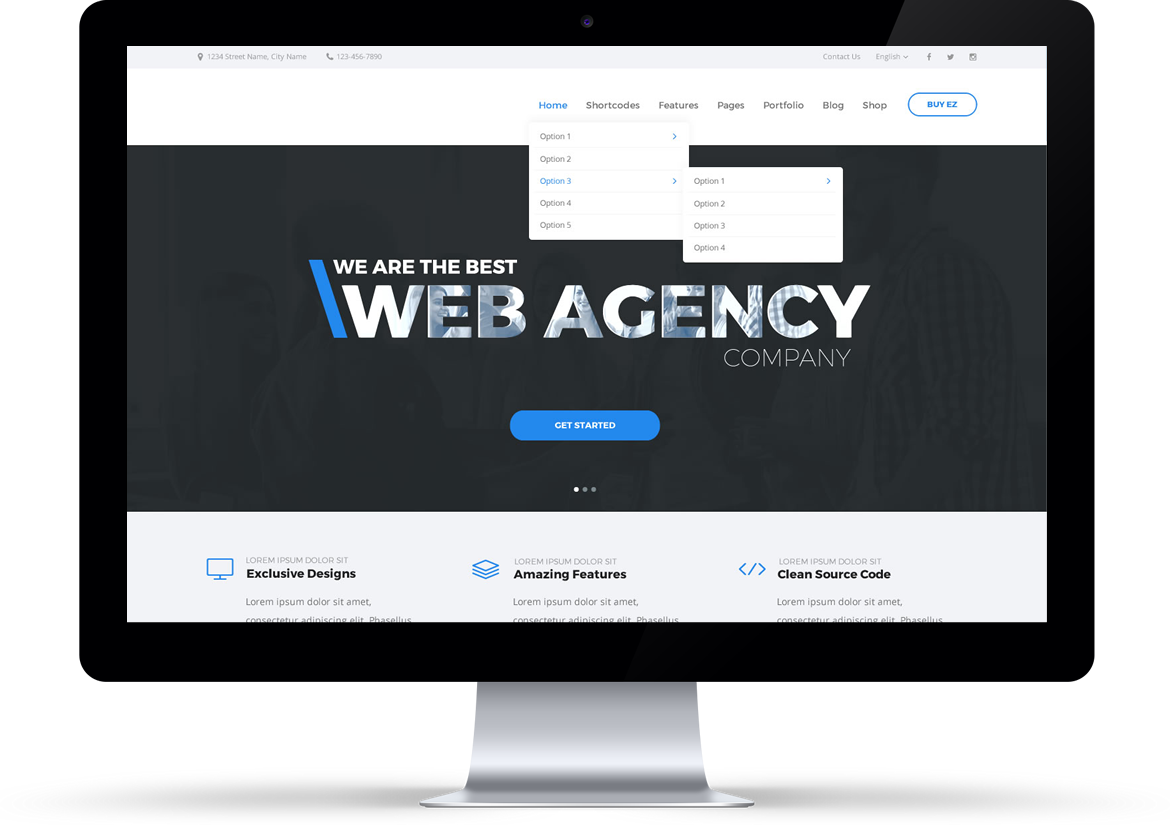 1234 Street Name, City Name
123-456-7890
Contact Us
English
Home
Shortcodes
Features
Pages
Portfolio
Blog
Shop
BUY EZ
Option 1
Option 2
Option 3
Option 4
Option 5
Option 1
Option 2
Option 3
Option 4
WE ARE THE BEST
WEB AGENCY
COMPANY
GET STARTED
LOREM IPSUM DOLOR SIT
Exclusive Designs
Lorem ipsum dolor sit amet,
consectetur adipiscing elit. Phasellus
LOREM IPSUM DOLOR SIT
Amazing Features
Lorem ipsum dolor sit amet,
consectetur adipiscing elit. Phasellus
LOREM IPSUM DOLOR SIT
Clean Source Code
Lorem ipsum dolor sit amet,
consectetur adipiscing elit. Phasellus